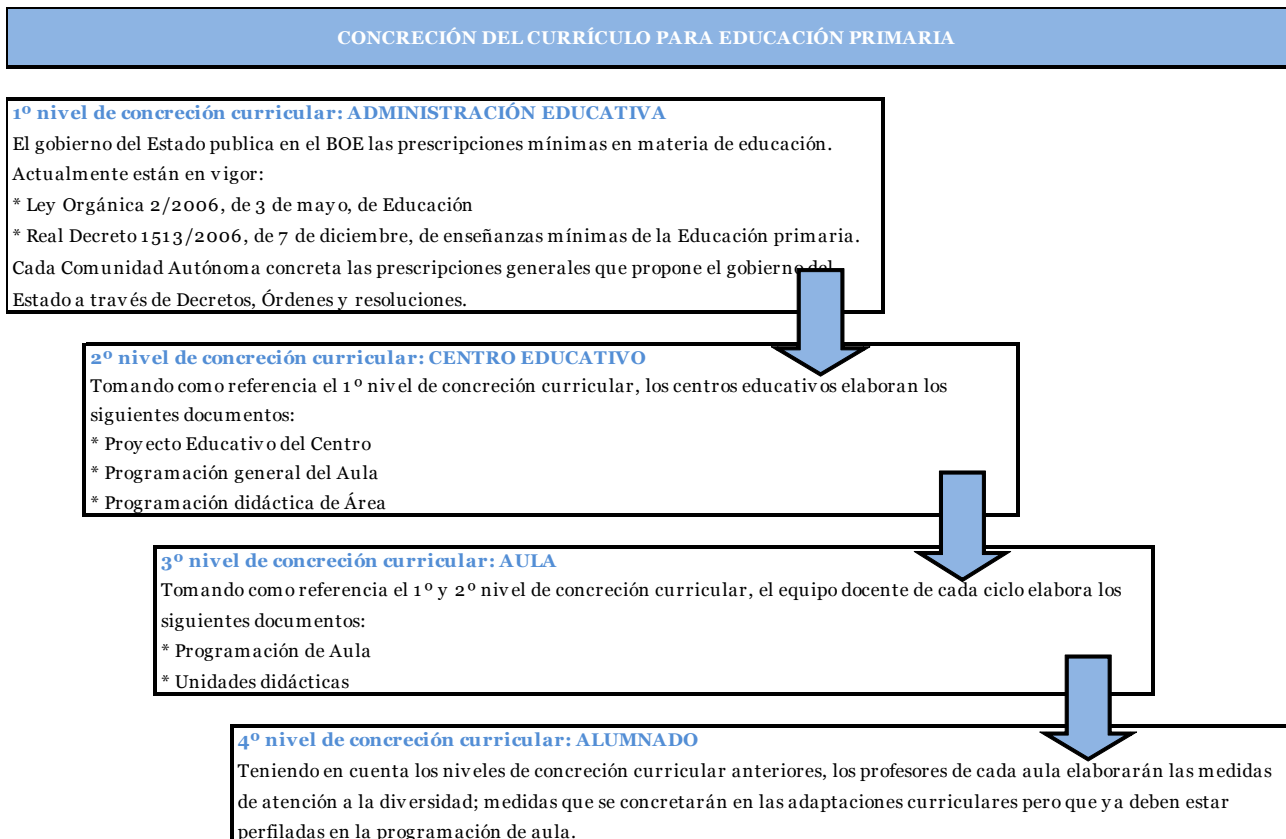 CONCRECIÓN DEL CURRÍCULO PARA EDUCACIÓN PRIMARIA
1º nivel de concreción curricular: ADMINISTRACIÓN EDUCATIVA
El gobierno del Estado publica en el BOE las prescripciones mínimas en materia de educación.
Actualmente están en vigor:
* Ley Orgánica 2/2006, de 3 de mayo, de Educación
* Real Decreto 1513/2006, de 7 de diciembre, de enseñanzas mínimas de la Educación primaria.
Cada Comunidad Autónoma concreta las prescripciones generales que propone el gobierno del
Estado a través de Decretos, Órdenes y resoluciones.
2º nivel de concreción curricular: CENTRO EDUCATIVO
Tomando como referencia el 1º nivel de concreción curricular, los centros educativos elaboran los
siguientes documentos:
* Proyecto Educativo del Centro
* Programación general del Aula
* Programación didáctica de Área
3º nivel de concreción curricular: AULA
Tomando como referencia el 1º y 2º nivel de concreción curricular, el equipo docente de cada ciclo elabora los
siguientes documentos:
* Programación de Aula
* Unidades didácticas
4º nivel de concreción curricular: ALUMNADO
Teniendo en cuenta los niveles de concreción curricular anteriores, los profesores de cada aula elaborarán las medidas
de atención a la diversidad; medidas que se concretarán en las adaptaciones curriculares pero que ya deben estar
perfiladas en la programación de aula.